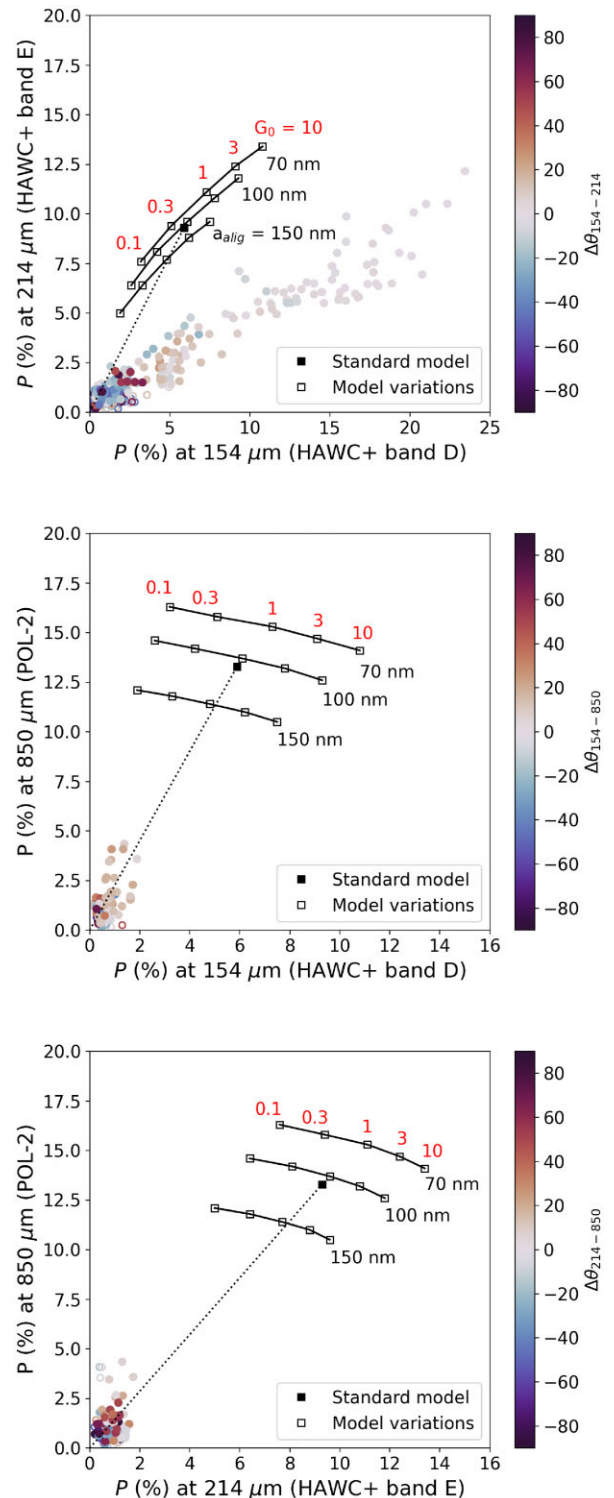 P (%) at 214 μm (HAWC+ band E)
20.0
17.5
15.0
12.5
10.0
7.5
5.0
2.5
0.0
G₀ = 10
3
1
0.3
0.1
70 nm
100 nm
a_alig = 150 nm
Standard model
Model variations
0 5 10 15 20 25
P (%) at 154 μm (HAWC+ band D)
80
60
40
20
0
−20
−40
−60
−80
Δθ₁₅₄₋₂₁₄
P (%) at 850 μm (POL-2)
20.0
17.5
15.0
12.5
10.0
7.5
5.0
2.5
0.0
0.1 0.3 1 3 10
70 nm
100 nm
150 nm
Standard model
Model variations
0 2 4 6 8 10 12 14 16
P (%) at 154 μm (HAWC+ band D)
80
60
40
20
0
−20
−40
−60
−80
Δθ₁₅₄₋₈₅₀
P (%) at 850 μm (POL-2)
20.0
17.5
15.0
12.5
10.0
7.5
5.0
2.5
0.0
0.1 0.3 1 3 10
70 nm
100 nm
150 nm
Standard model
Model variations
0 2 4 6 8 10 12 14 16
P (%) at 214 μm (HAWC+ band E)
80
60
40
20
0
−20
−40
−60
−80
Δθ₂₁₄₋₈₅₀